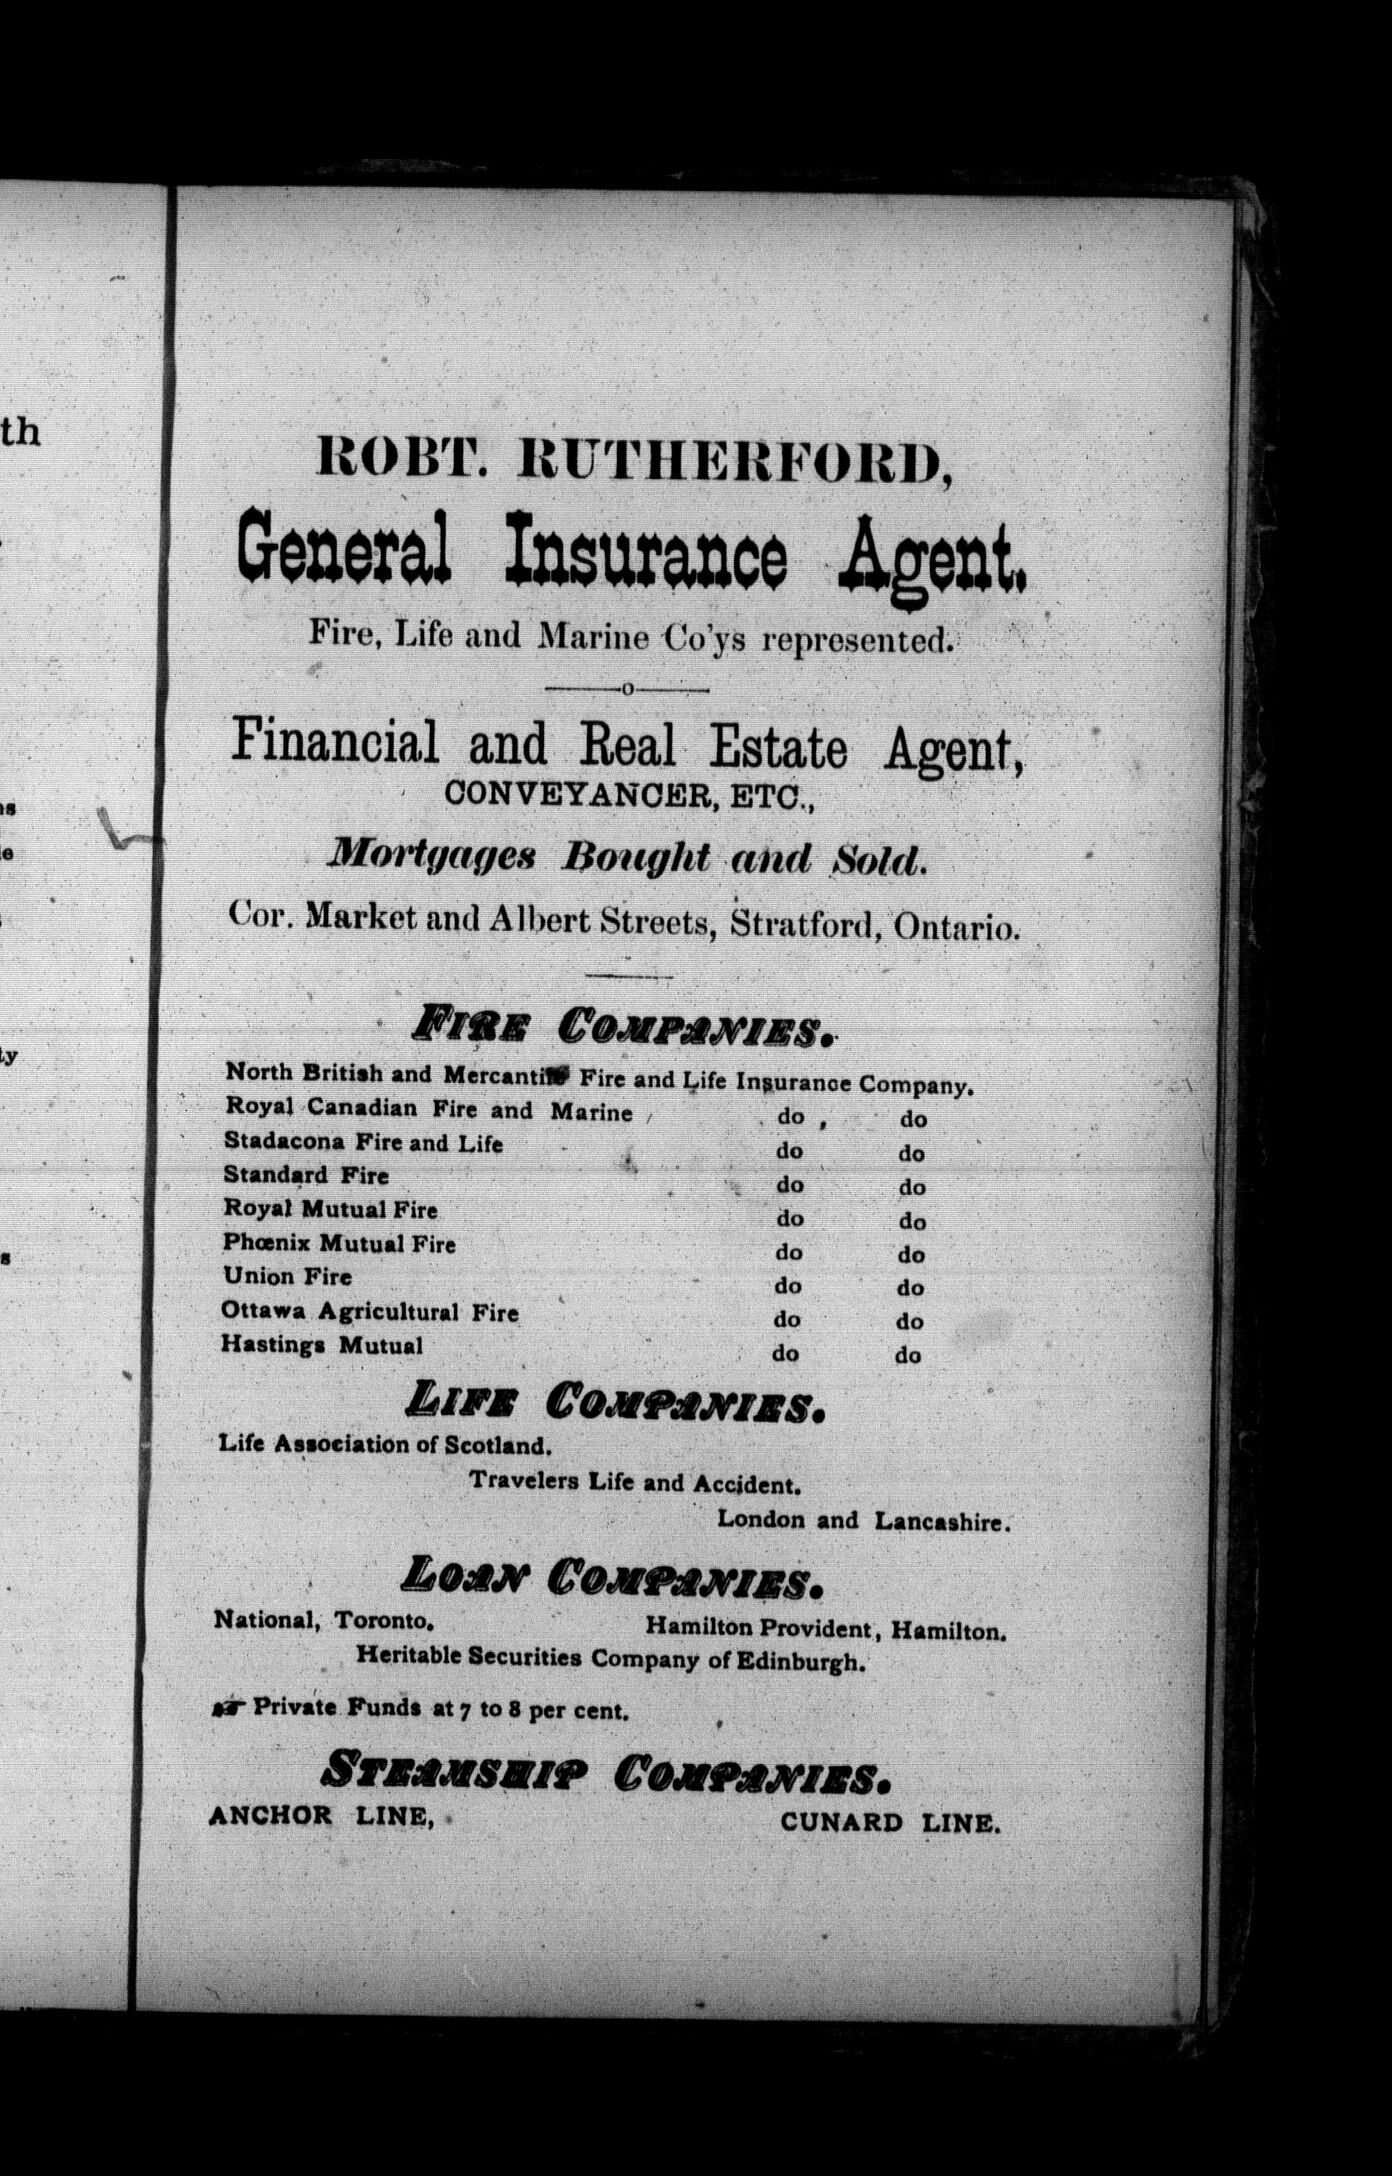 ROBT. RUTHERFORD,
General Insurance Agent.
Fire, Life and Marine Co'ys represented.
o
Financial and Real Estate Agent,
CONVEYANCER, ETC.,
Mortgages Bought and Sold.
Cor. Market and Albert Streets, Stratford, Ontario.
FIRE COMPANIES.
North British and Mercantile Fire and Life Insurance Company.
Royal Canadian Fire and Marine do , do
Stadacona Fire and Life do do
Standard Fire do do
Royal Mutual Fire do do
Phœnix Mutual Fire do do
Union Fire do do
Ottawa Agricultural Fire do do
Hastings Mutual do do
LIFE COMPANIES.
Life Association of Scotland.
Travelers Life and Accident.
London and Lancashire.
LOAN COMPANIES.
National, Toronto. Hamilton Provident, Hamilton.
Heritable Securities Company of Edinburgh.
☞ Private Funds at 7 to 8 per cent.
STEAMSHIP COMPANIES.
ANCHOR LINE, CUNARD LINE.